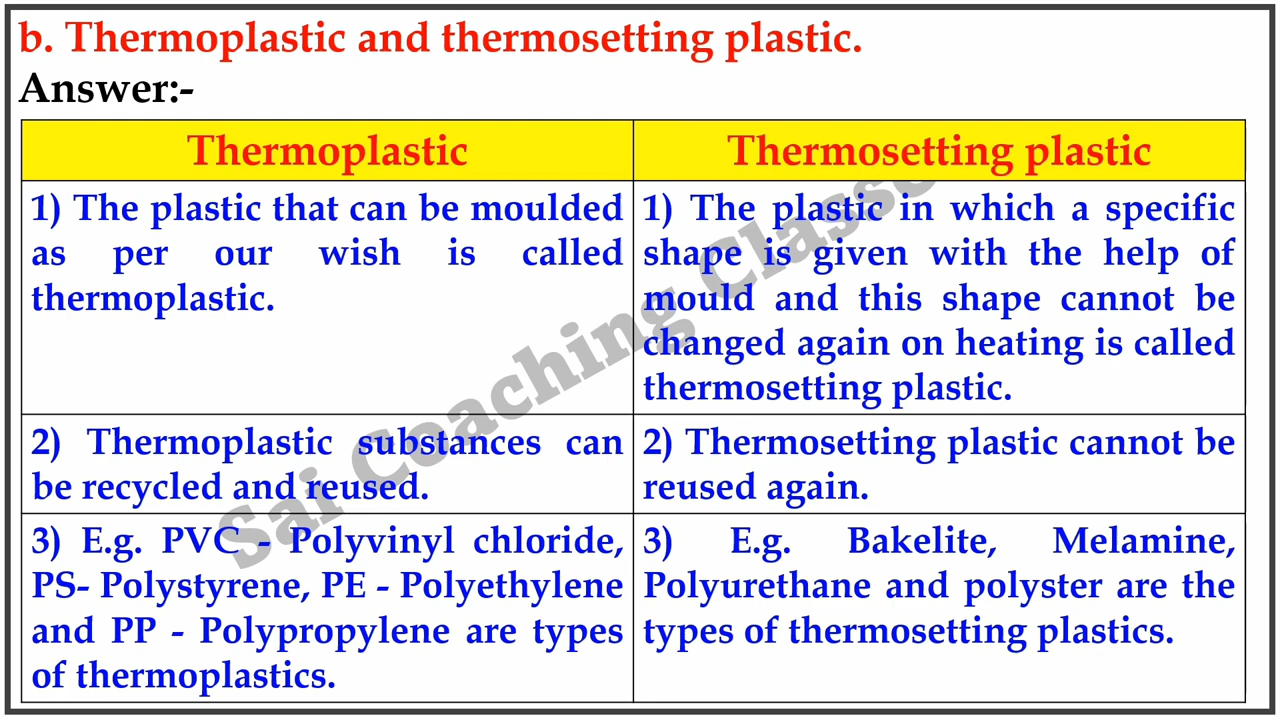 b. Thermoplastic and thermosetting plastic.
Answer:-
Thermoplastic
Thermosetting plastic
1) The plastic that can be moulded
as per our wish is called
thermoplastic.
1) The plastic in which a specific
shape is given with the help of
mould and this shape cannot be
changed again on heating is called
thermosetting plastic.
2) Thermoplastic substances can
be recycled and reused.
2) Thermosetting plastic cannot be
reused again.
3) E.g. PVC - Polyvinyl chloride,
PS- Polystyrene, PE - Polyethylene
and PP - Polypropylene are types
of thermoplastics.
3) E.g. Bakelite, Melamine,
Polyurethane and polyster are the
types of thermosetting plastics.
Sai Coaching